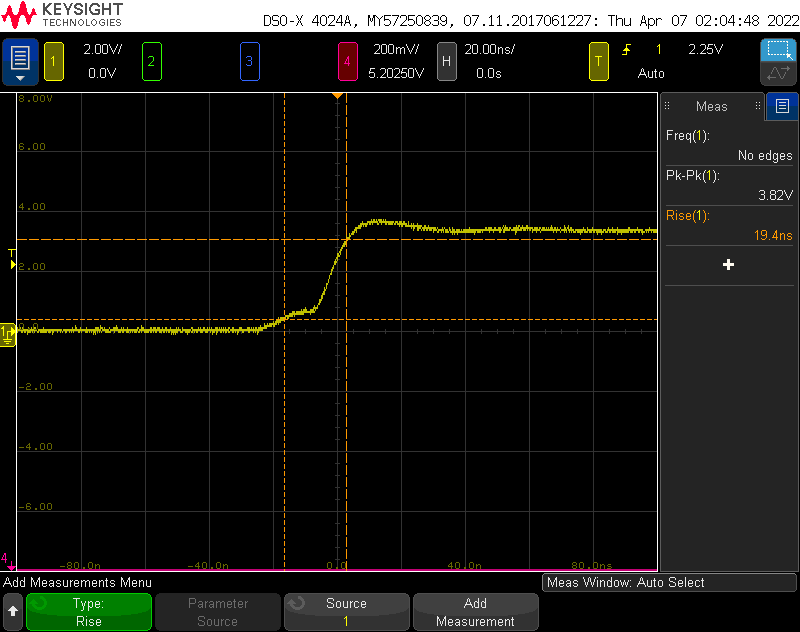 KEYSIGHT
TECHNOLOGIES
DSO-X 4024A, MY57250839, 07.11.2017061227: Thu Apr 07 02:04:48 2022
1 2.00V/ 2 3 4 200mV/ H 20.00ns/ T 1 2.25V
0.0V 5.20250V 0.0s Auto
8.00V
6.00
4.00
T
2.00
1 0.0
-2.00
-4.00
-6.00
4
-80.0n -40.0n 0.0 40.0n 80.0ns
Meas
Freq(1):
No edges
Pk-Pk(1):
3.82V
Rise(1):
19.4ns
+
Add Measurements Menu
Meas Window: Auto Select
Type: Parameter Source Add
Rise Source 1 Measurement